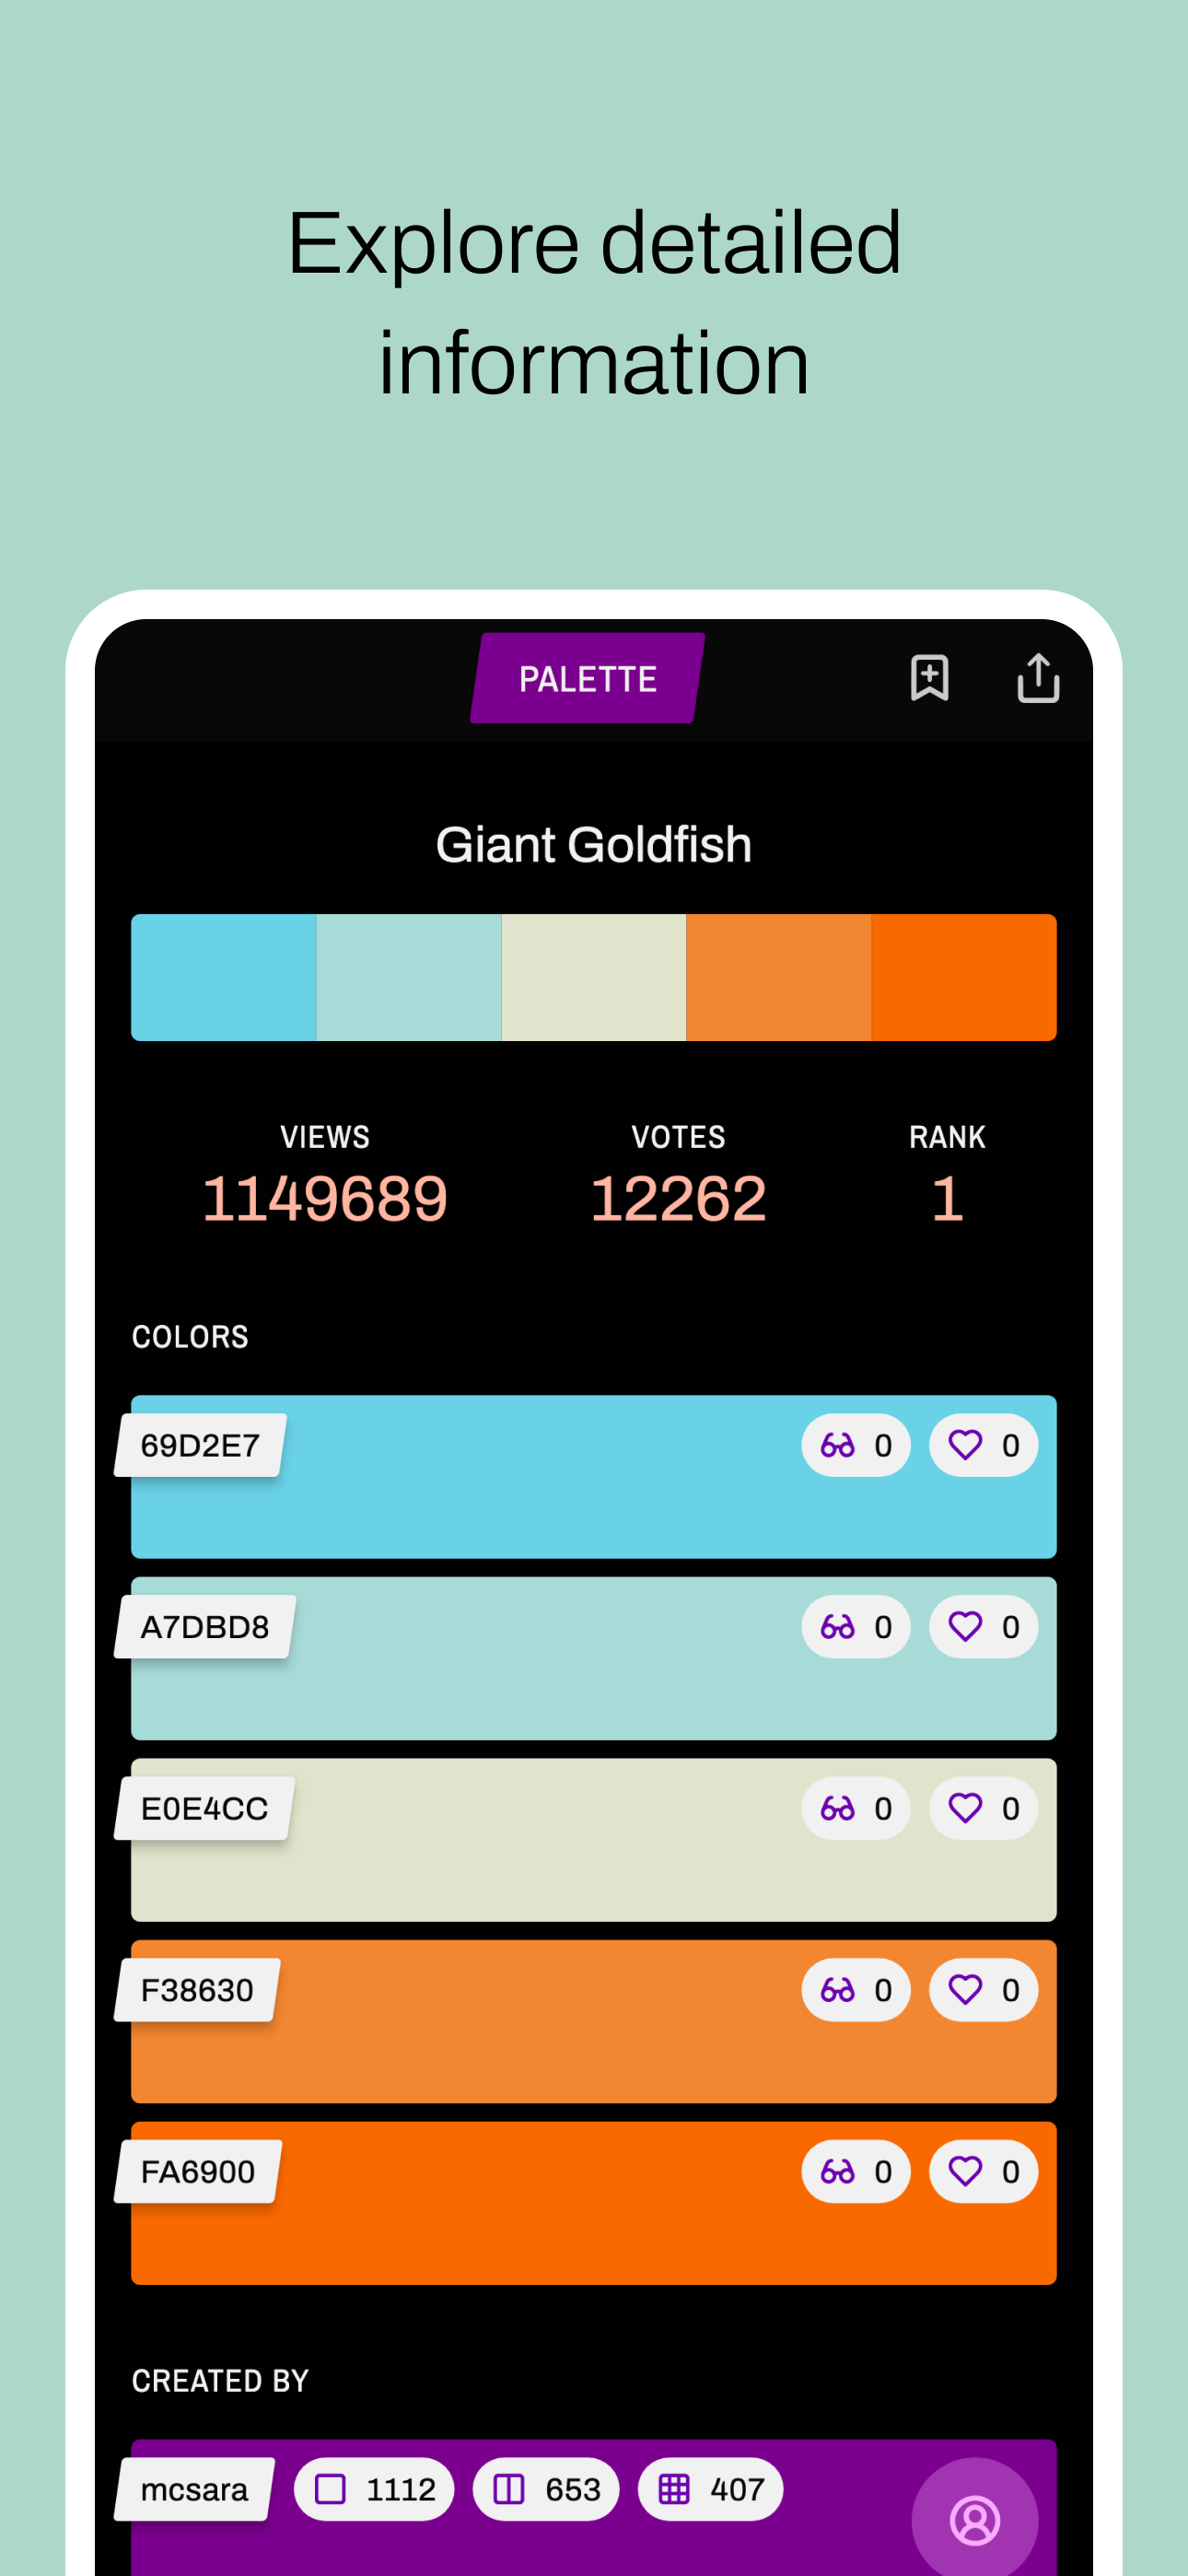 Explore detailed
information
PALETTE
Giant Goldfish
VIEWS VOTES RANK
1149689 12262 1
COLORS
69D2E7 0 0
A7DBD8 0 0
E0E4CC 0 0
F38630 0 0
FA6900 0 0
CREATED BY
mcsara 1112 653 407